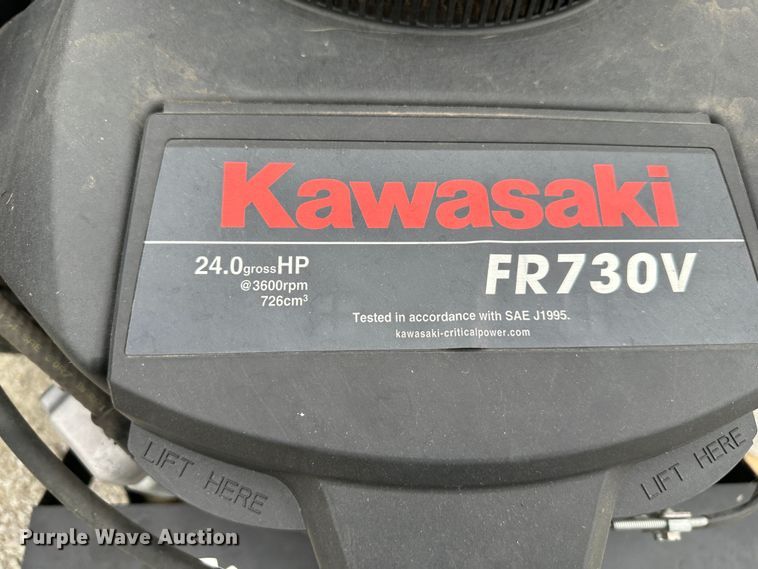 Kawasaki
24.0grossHP
@3600rpm
726cm³
FR730V
Tested in accordance with SAE J1995.
kawasaki-criticalpower.com
LIFT HERE
LIFT HERE
Purple Wave Auction